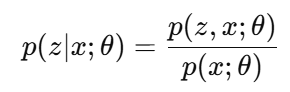 p(z|x; θ) = p(z, x; θ) / p(x; θ)